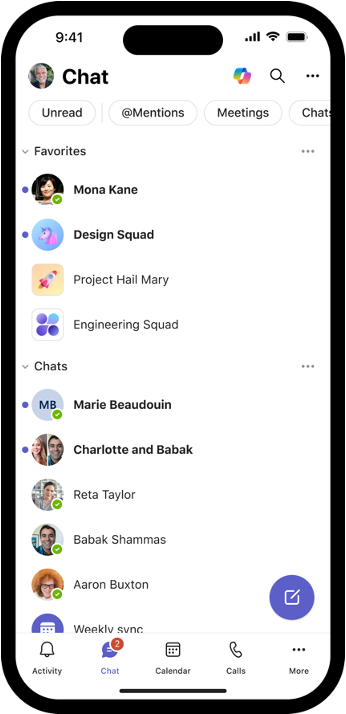 9:41
Chat
Unread @Mentions Meetings Chats
Favorites
Mona Kane
Design Squad
Project Hail Mary
Engineering Squad
Chats
MB Marie Beaudouin
Charlotte and Babak
Reta Taylor
Babak Shammas
Aaron Buxton
Weekly sync
2
Activity Chat Calendar Calls More